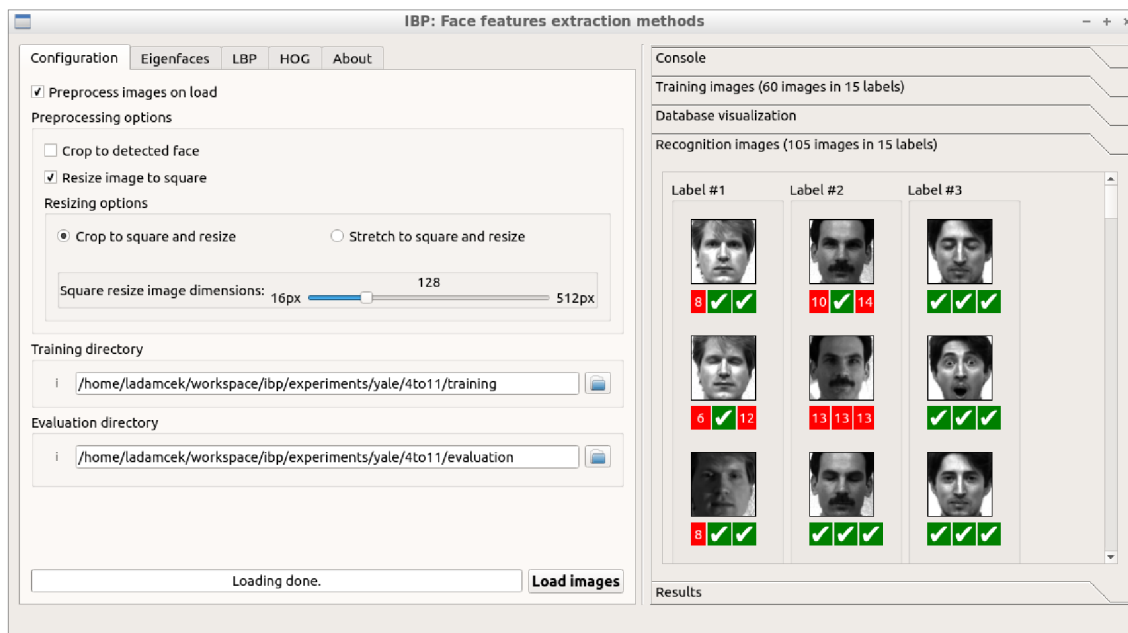 IBP: Face features extraction methods
Configuration Eigenfaces LBP HOG About
Preprocess images on load
Preprocessing options
Crop to detected face
Resize image to square
Resizing options
Crop to square and resize Stretch to square and resize
128
Square resize image dimensions: 16px 512px
Training directory
i /home/ladamcek/workspace/ibp/experiments/yale/4to11/training
Evaluation directory
i /home/ladamcek/workspace/ibp/experiments/yale/4to11/evaluation
Loading done. Load images
Console
Training images (60 images in 15 labels)
Database visualization
Recognition images (105 images in 15 labels)
Label #1 Label #2 Label #3
8 10 14
6 12 13 13 13
8
Results